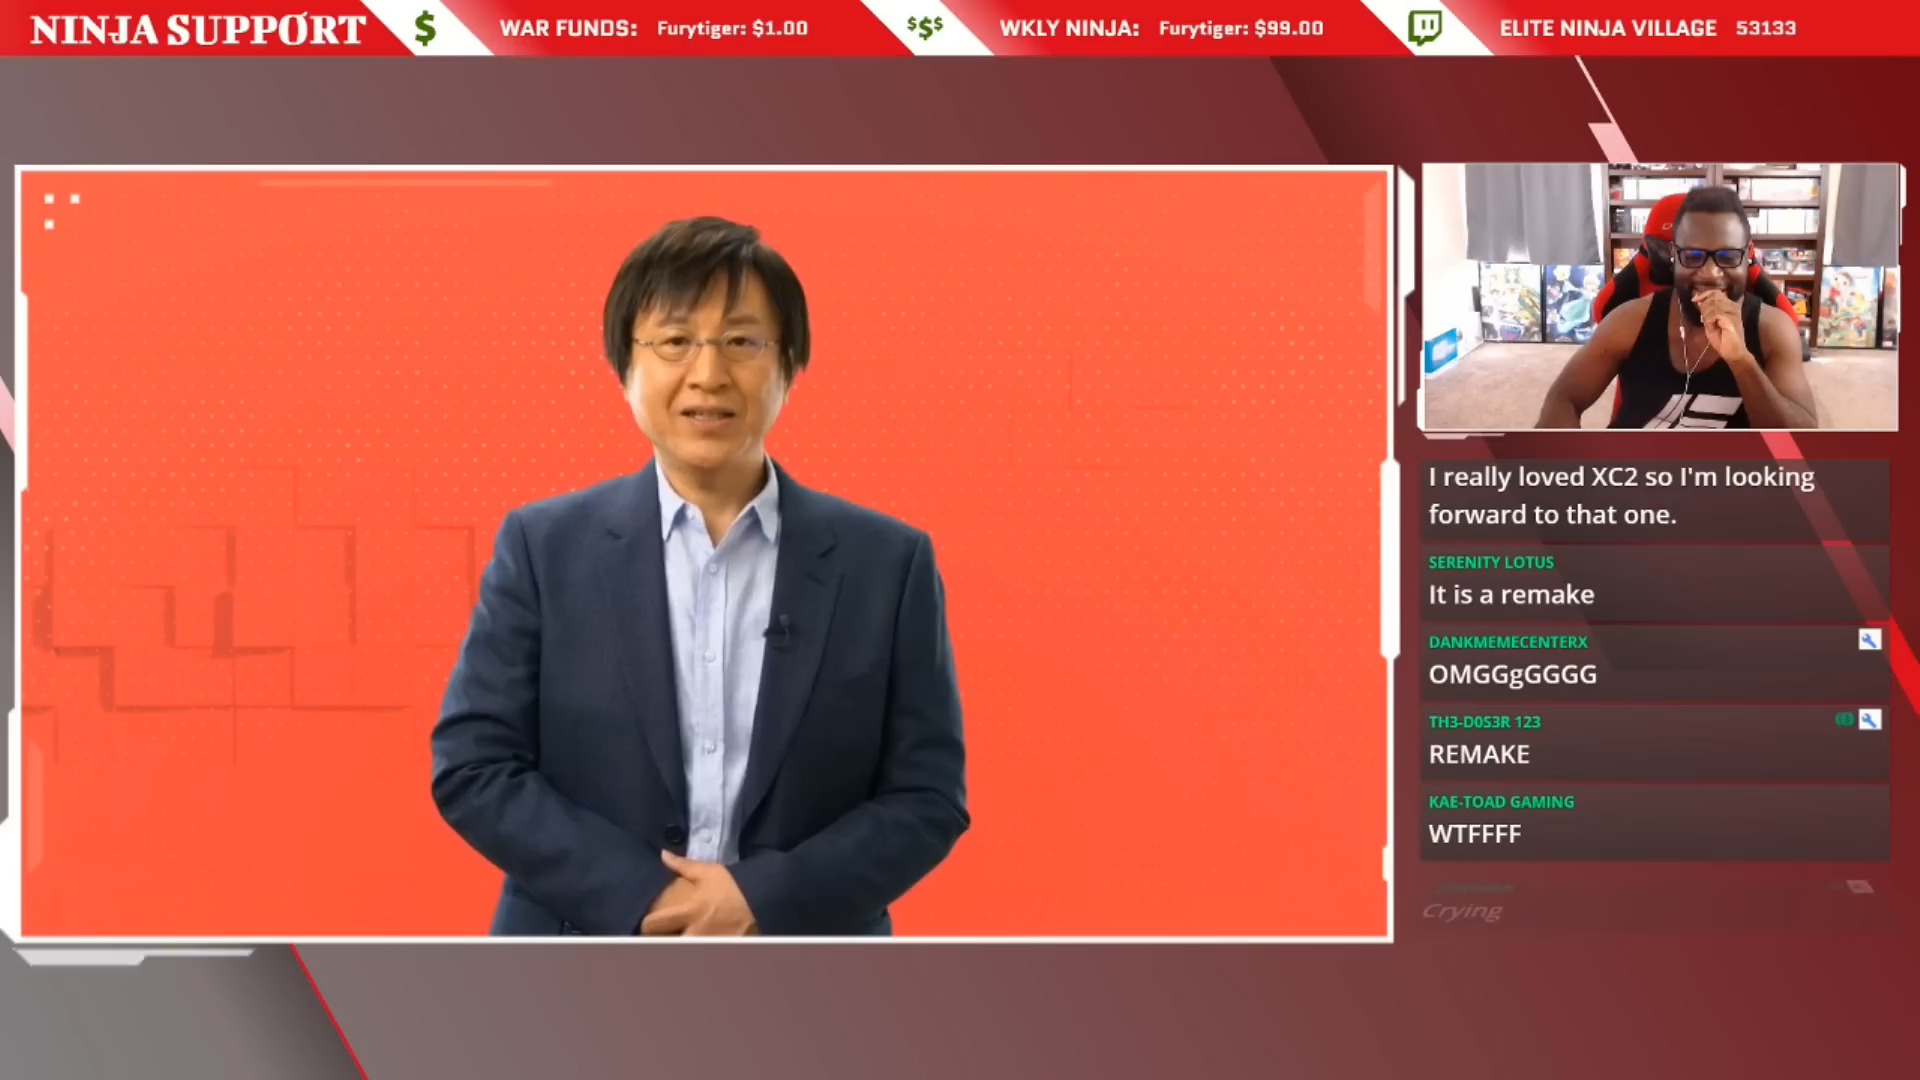 NINJA SUPPORT
$
WAR FUNDS: Furytiger: $1.00
$$$
WKLY NINJA: Furytiger: $99.00
ELITE NINJA VILLAGE 53133
I really loved XC2 so I'm looking
forward to that one.
SERENITY LOTUS
It is a remake
DANKMEMECENTERX
OMGGgGGGG
TH3-D0S3R 123
REMAKE
KAE-TOAD GAMING
WTFFFF
Crying